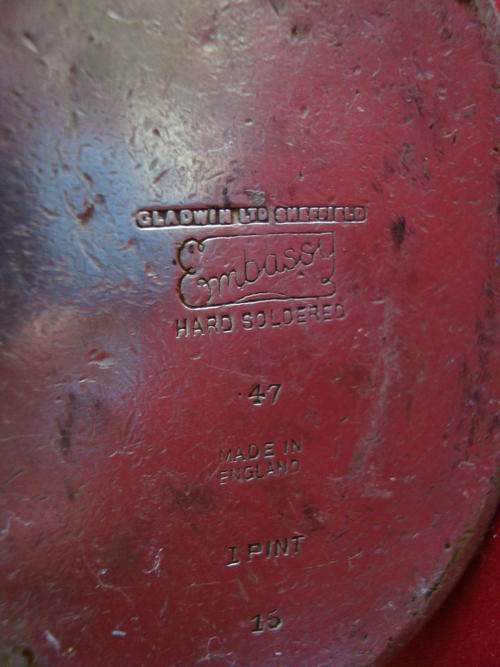 GLADWIN LTD SHEFFIELD
Embassy
HARD SOLDERED
47
MADE IN
ENGLAND
1 PINT
15